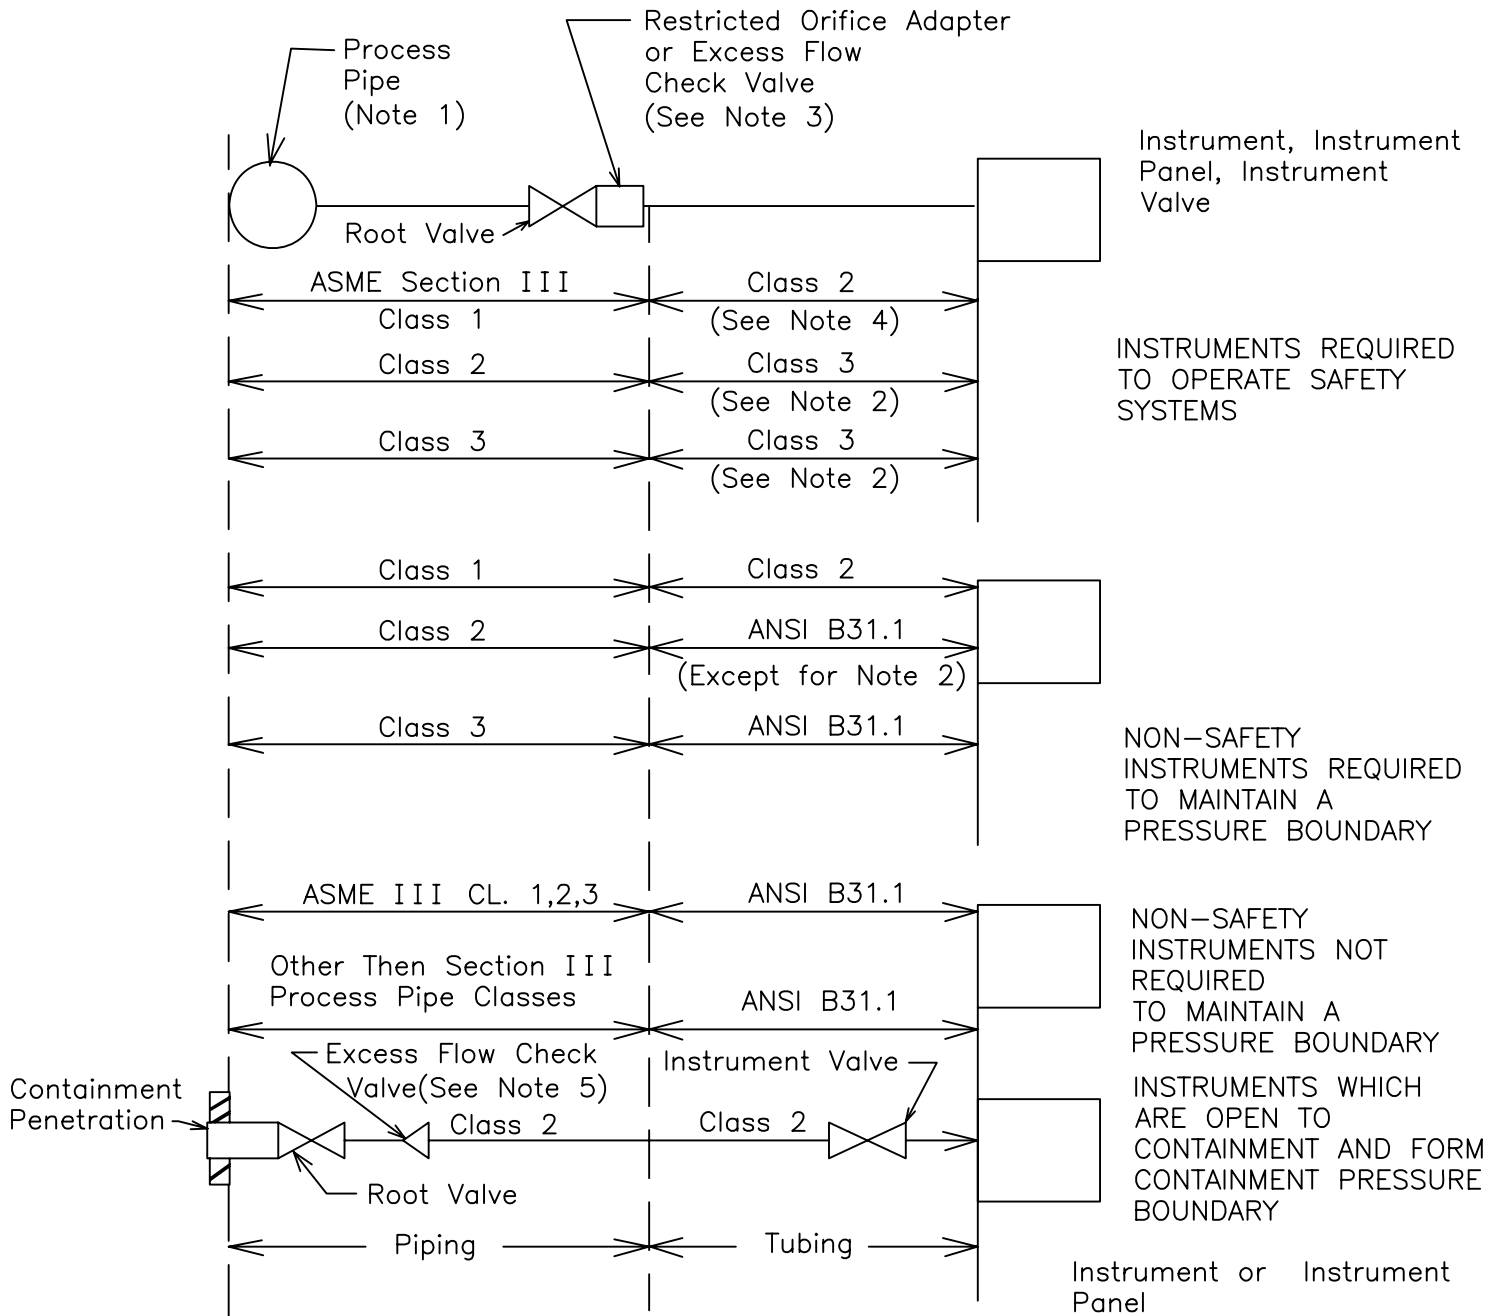 Process
Pipe
(Note 1)
Restricted Orifice Adapter
or Excess Flow
Check Valve
(See Note 3)
Instrument, Instrument
Panel, Instrument
Valve
Root Valve
ASME Section III
Class 1
Class 2
(See Note 4)
Class 2
Class 3
(See Note 2)
Class 3
Class 3
(See Note 2)
INSTRUMENTS REQUIRED
TO OPERATE SAFETY
SYSTEMS
Class 1
Class 2
Class 2
ANSI B31.1
(Except for Note 2)
Class 3
ANSI B31.1
NON-SAFETY
INSTRUMENTS REQUIRED
TO MAINTAIN A
PRESSURE BOUNDARY
ASME III CL. 1,2,3
ANSI B31.1
Other Then Section III
Process Pipe Classes
ANSI B31.1
NON-SAFETY
INSTRUMENTS NOT
REQUIRED
TO MAINTAIN A
PRESSURE BOUNDARY
Containment
Penetration
Excess Flow Check
Valve(See Note 5)
Class 2
Instrument Valve
Class 2
Root Valve
INSTRUMENTS WHICH
ARE OPEN TO
CONTAINMENT AND FORM
CONTAINMENT PRESSURE
BOUNDARY
Piping
Tubing
Instrument or Instrument
Panel